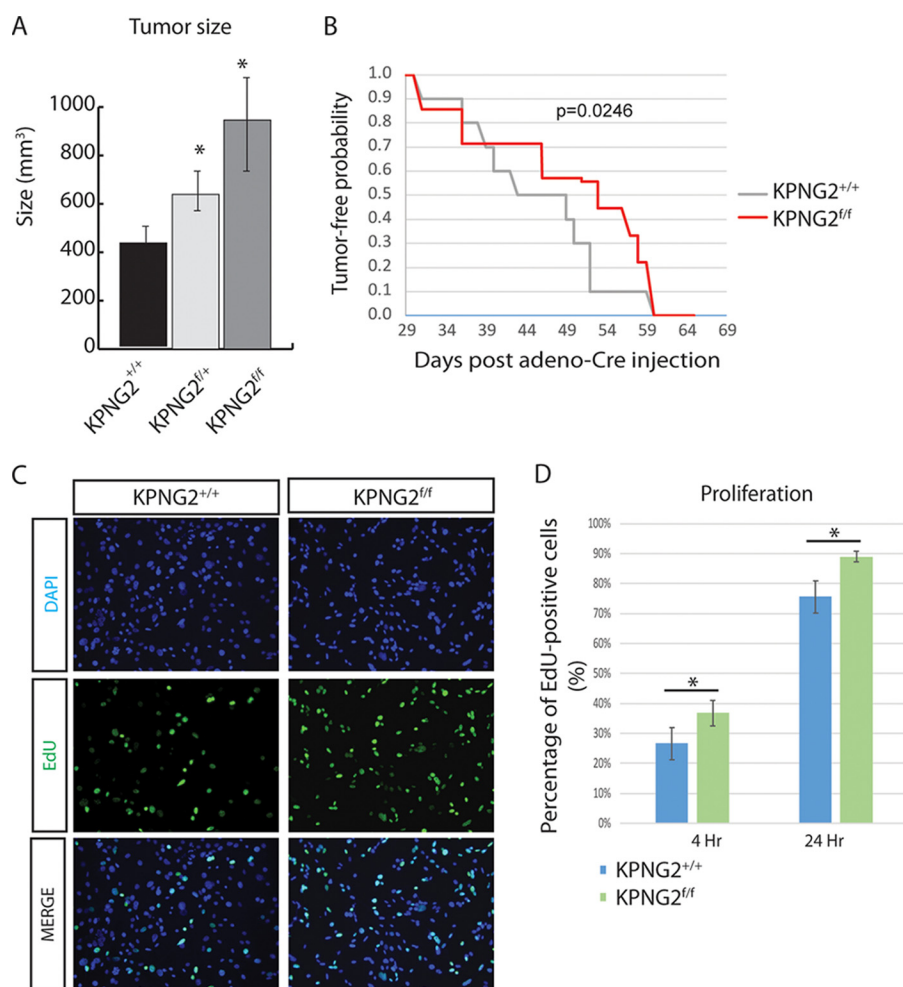 A
Tumor size
Size (mm³)
1000
800
600
400
200
0
KPNG2+/+
KPNG2f/+
KPNG2f/f
*
*
B
Tumor-free probability
1.0
0.9
0.8
0.7
0.6
0.5
0.4
0.3
0.2
0.1
0.0
p=0.0246
KPNG2+/+
KPNG2f/f
29 34 39 44 49 54 59 64 69
Days post adeno-Cre injection
C
KPNG2+/+
KPNG2f/f
DAPI
EdU
MERGE
D
Proliferation
Percentage of EdU-positive cells
(%)
100%
90%
80%
70%
60%
50%
40%
30%
20%
10%
0%
*
*
4 Hr
24 Hr
KPNG2+/+
KPNG2f/f